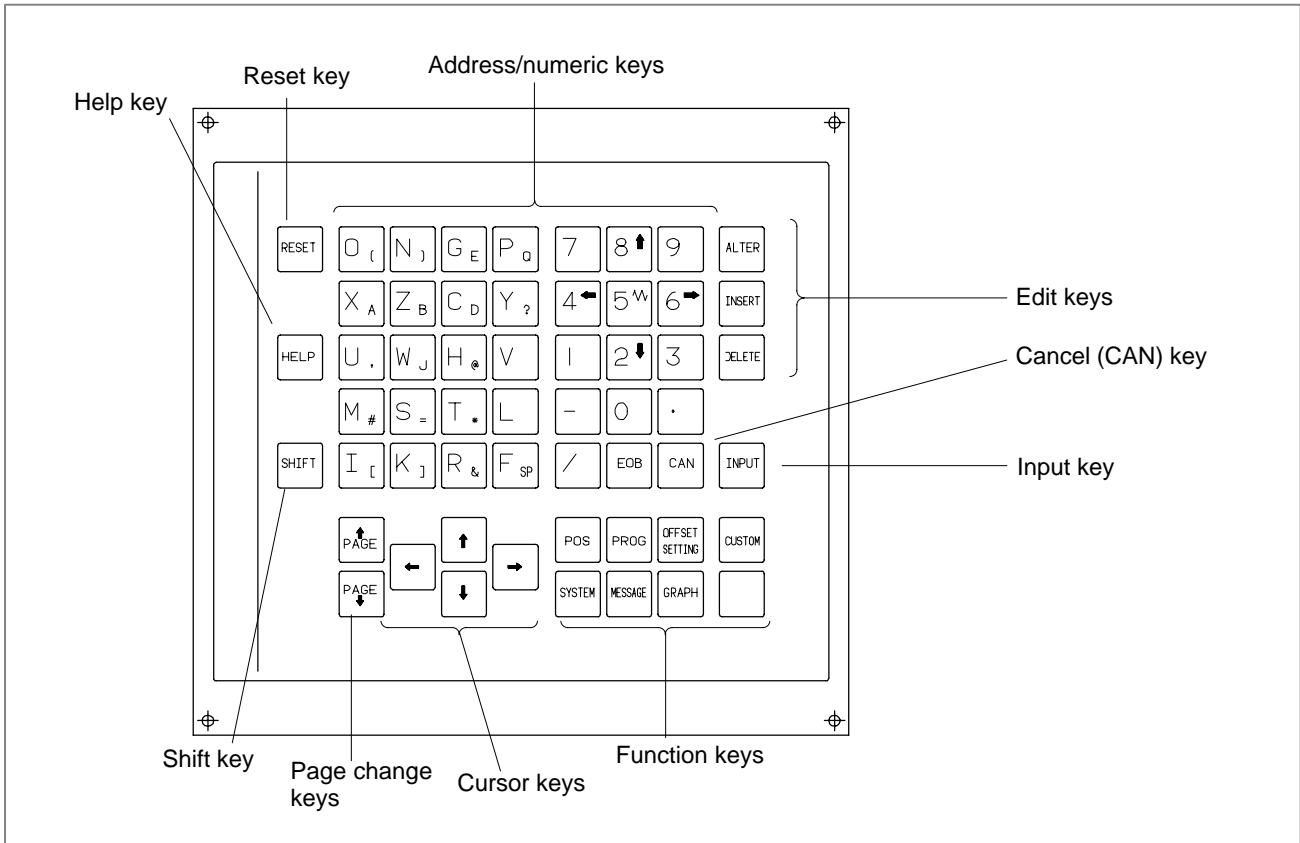 Address/numeric keys
Reset key
Help key
RESET O ( N ) G E P Q 7 8 9 ALTER
X A Z B C D Y ? 4 5 6 INSERT
Edit keys
HELP U , W J H @ V 1 2 3 DELETE
Cancel (CAN) key
M # S = T * L - 0 .
SHIFT I [ K ] R & F SP / EOB CAN INPUT
Input key
PAGE POS PROG OFFSET SETTING CUSTOM
PAGE SYSTEM MESSAGE GRAPH
Shift key
Page change
keys
Cursor keys
Function keys